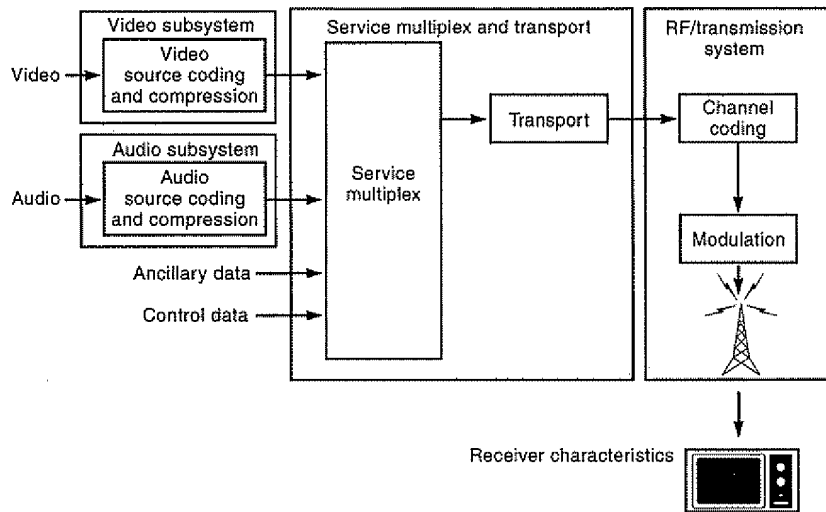 Video subsystem
Video
Video
source coding
and compression
Audio subsystem
Audio
Audio
source coding
and compression
Ancillary data
Control data
Service multiplex and transport
Service
multiplex
Transport
RF/transmission
system
Channel
coding
Modulation
Receiver characteristics